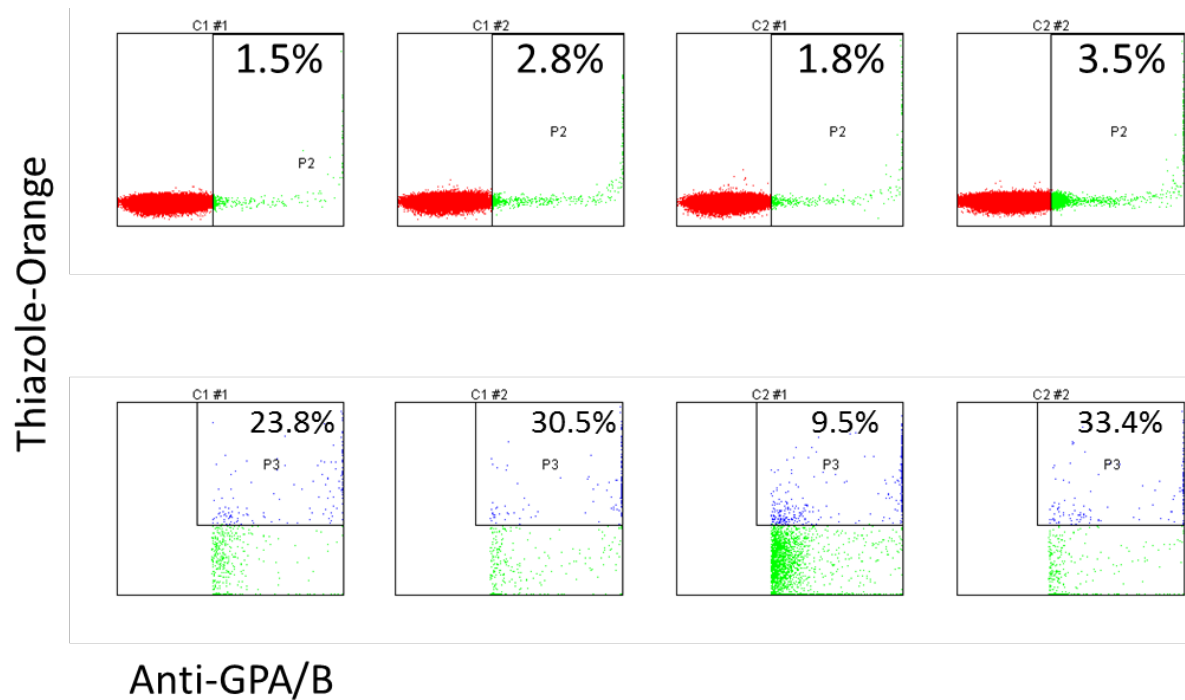 C1 #1
C1 #2
C2 #1
C2 #2
1.5%
2.8%
1.8%
3.5%
P2
P2
P2
P2
Thiazole-Orange
C1 #1
C1 #2
C2 #1
C2 #2
23.8%
30.5%
9.5%
33.4%
P3
P3
P3
P3
Anti-GPA/B